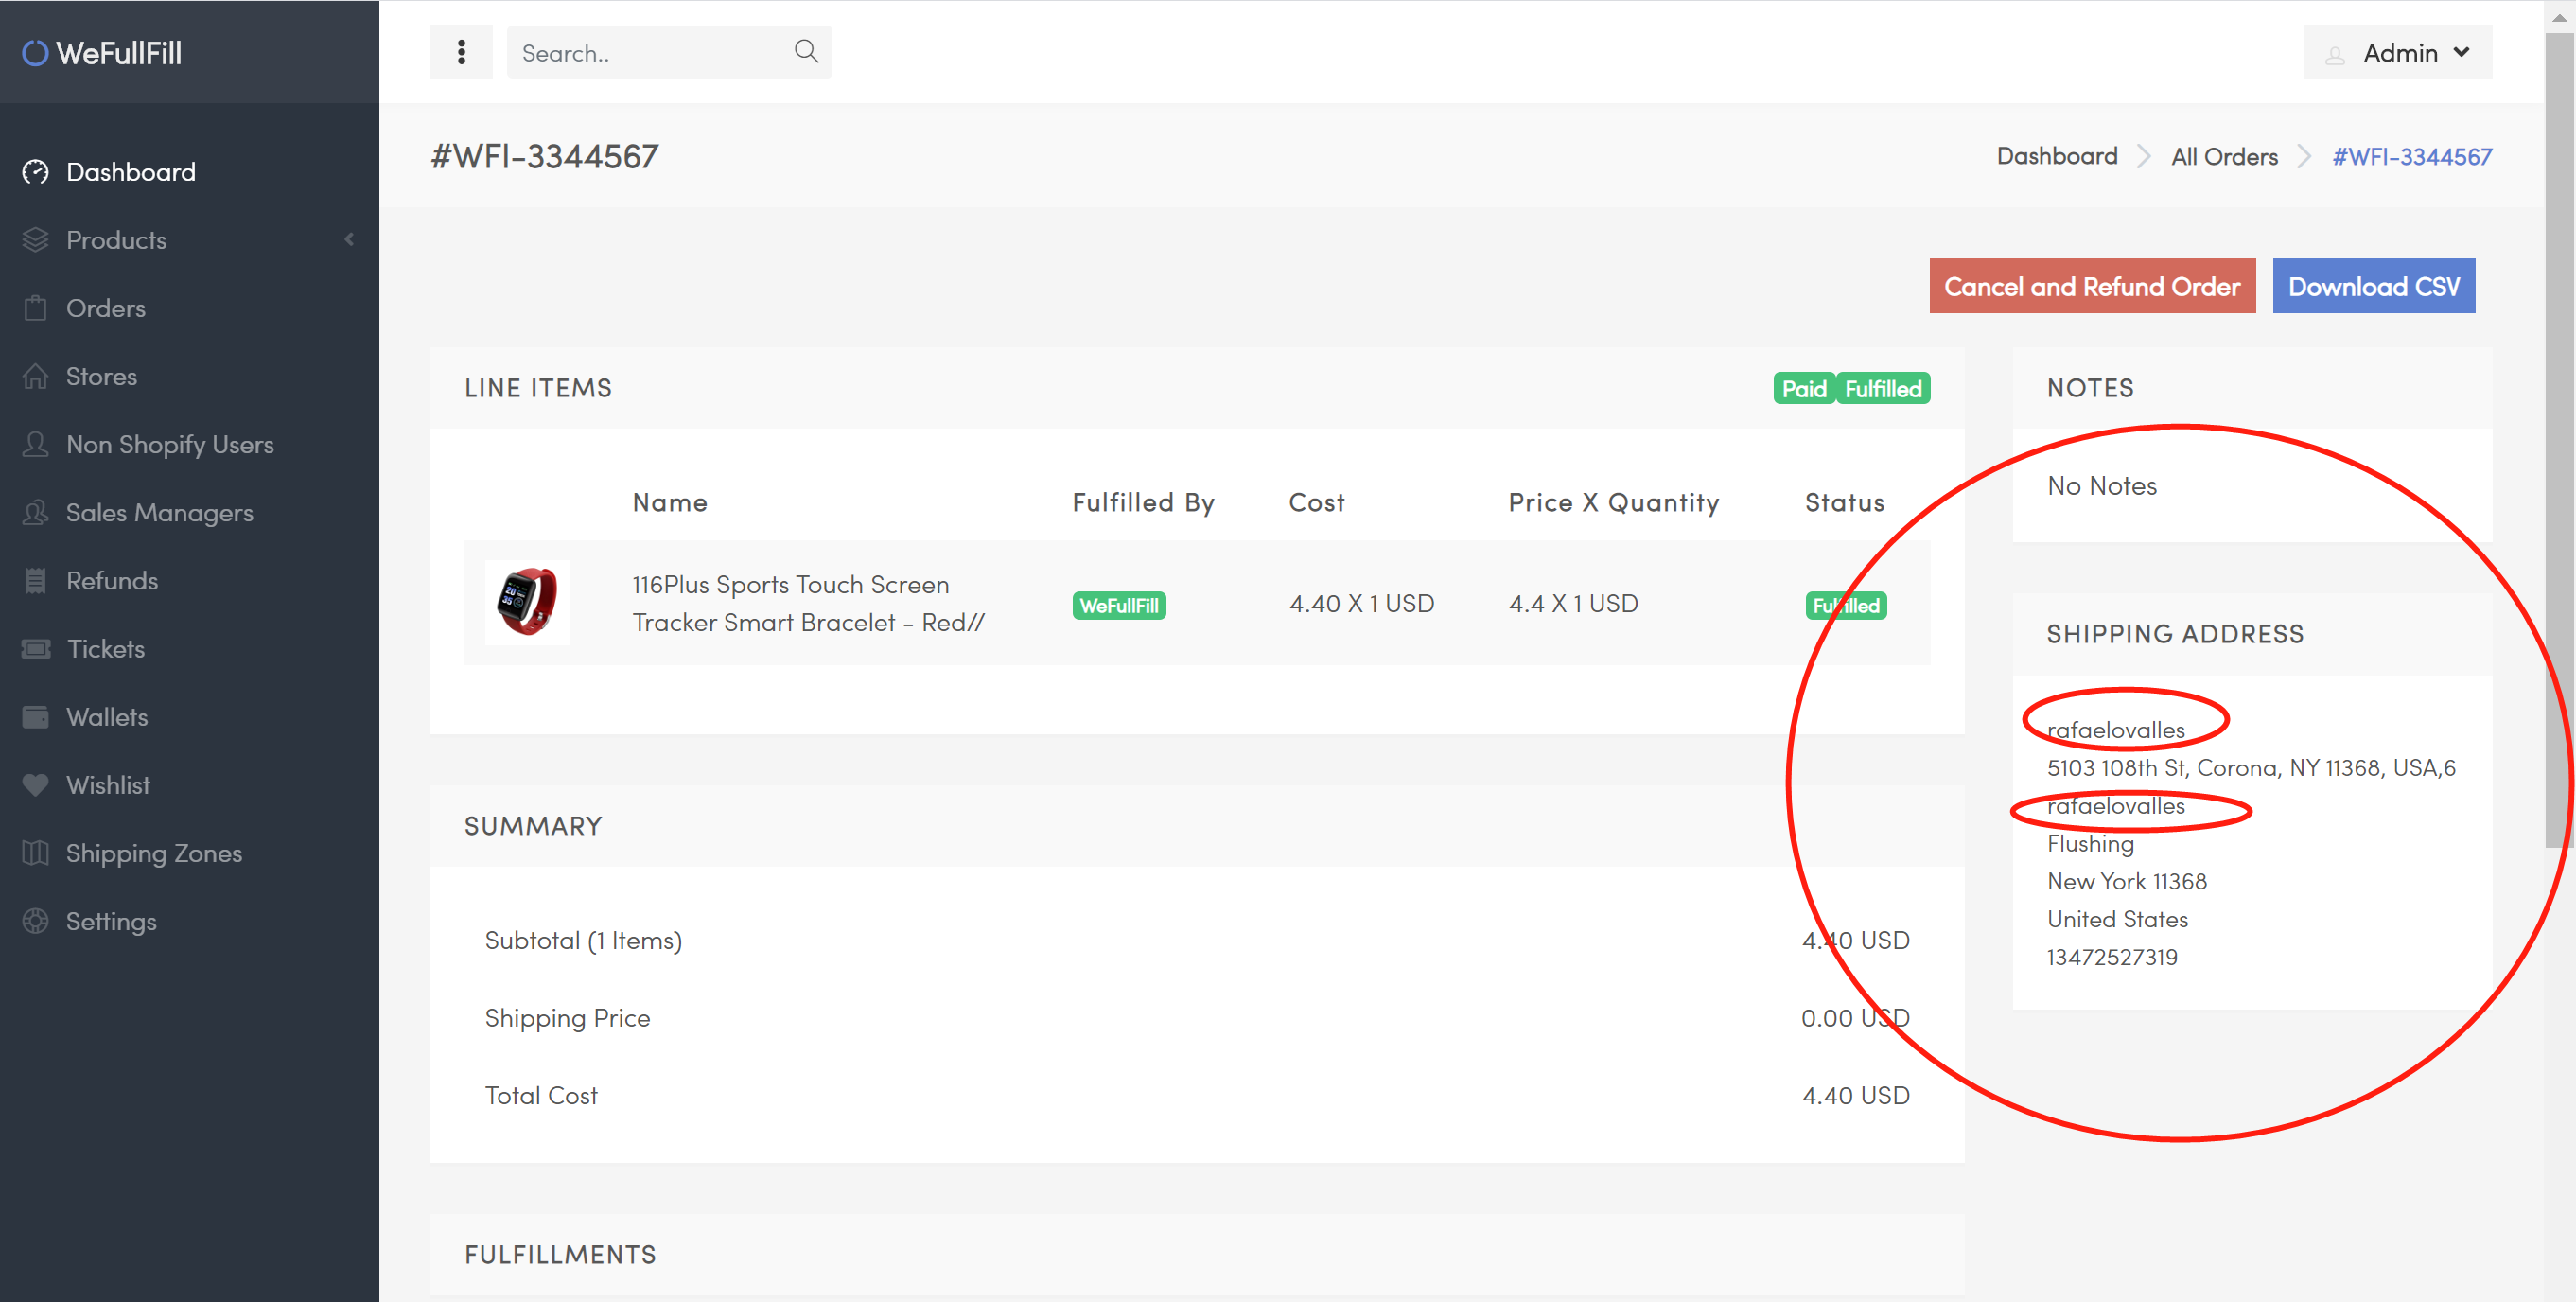 WeFullFill
Search..
Admin
Dashboard
Products
Orders
Stores
Non Shopify Users
Sales Managers
Refunds
Tickets
Wallets
Wishlist
Shipping Zones
Settings
#WFI-3344567
Dashboard All Orders #WFI-3344567
Cancel and Refund Order Download CSV
LINE ITEMS
Paid Fulfilled
Name Fulfilled By Cost Price X Quantity Status
116Plus Sports Touch Screen
Tracker Smart Bracelet - Red//
WeFullFill 4.40 X 1 USD 4.4 X 1 USD Fulfilled
SUMMARY
Subtotal (1 Items) 4.40 USD
Shipping Price 0.00 USD
Total Cost 4.40 USD
FULFILLMENTS
NOTES
No Notes
SHIPPING ADDRESS
rafaelovalles
5103 108th St, Corona, NY 11368, USA,6
rafaelovalles
Flushing
New York 11368
United States
13472527319